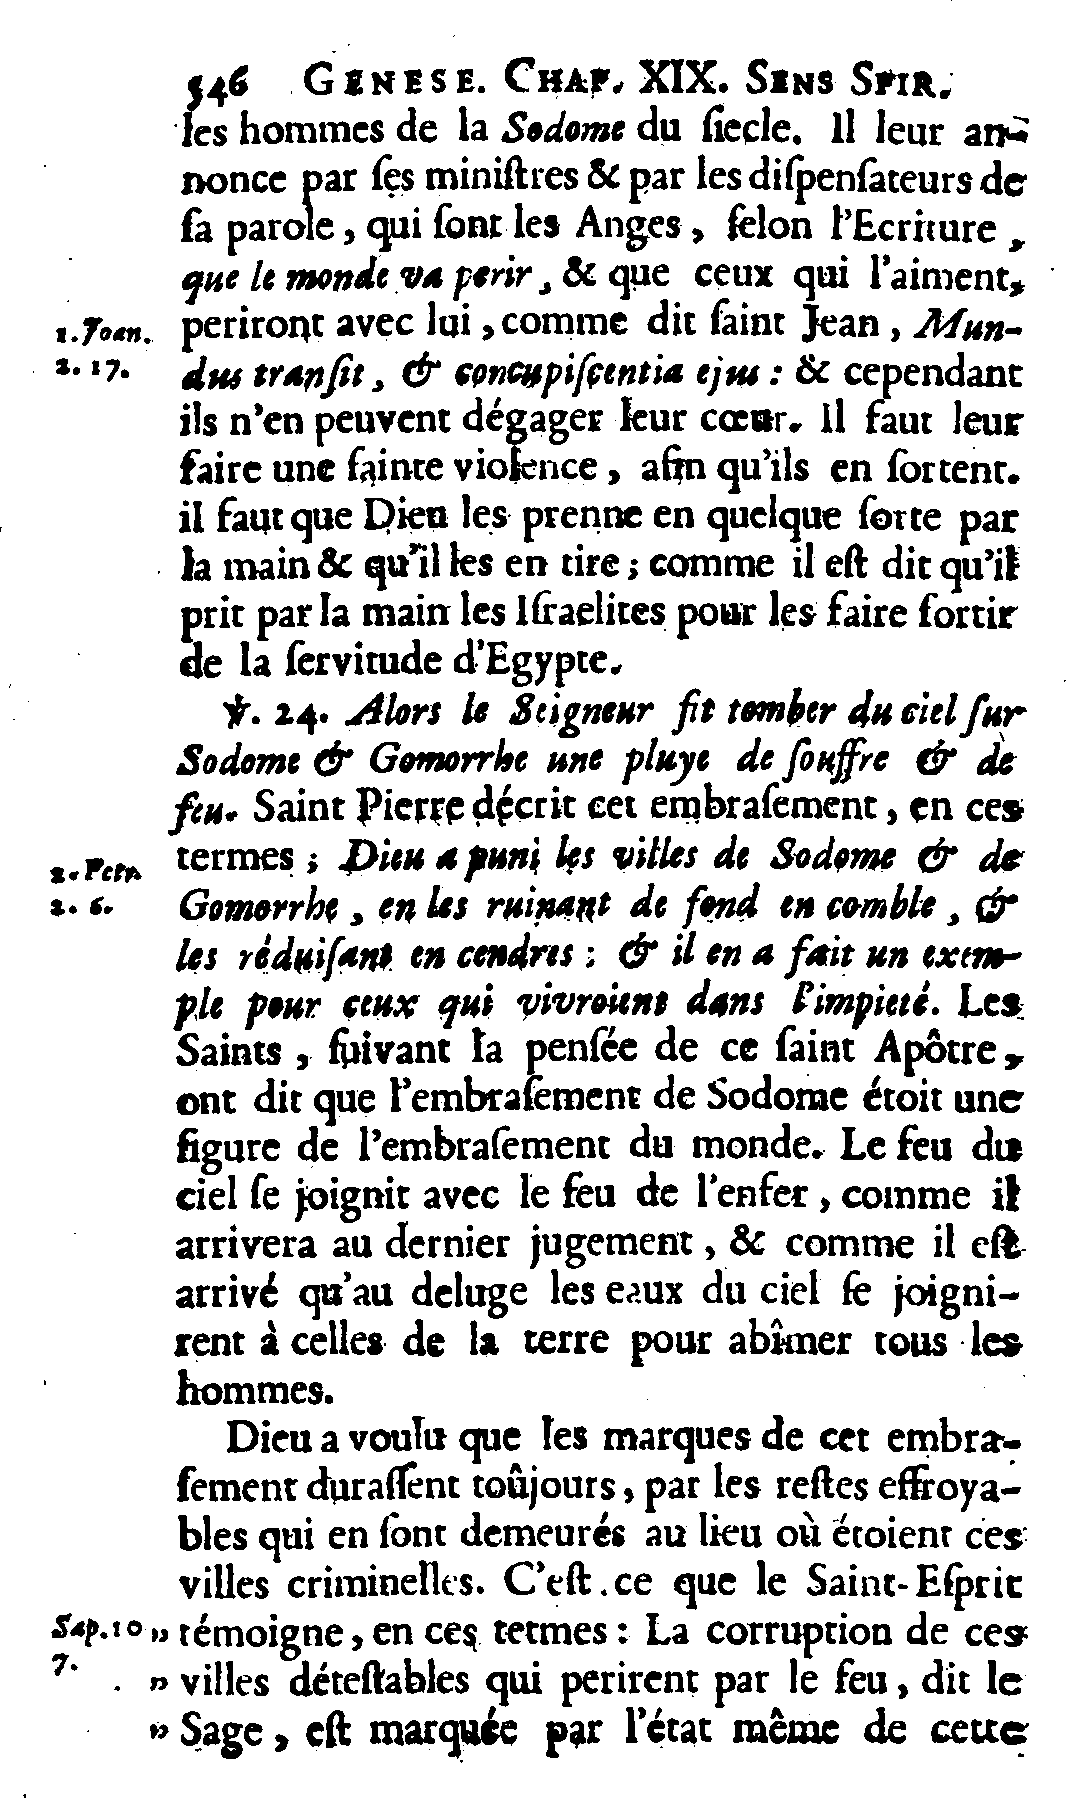 546 GENESE. CHAP. XIX. SENS SPIR.
les hommes de la Sodome du ſiecle. Il leur an-
nonce par ſes miniſtres & par les diſpenſateurs de
ſa parole, qui ſont les Anges, ſelon l'Ecriture,
que le monde va perir, & que ceux qui l'aiment,
1. Joan. periront avec lui, comme dit ſaint Jean, Mun-
2. 17. dus tranſit, & concupiſcentia ejus : & cependant
ils n'en peuvent dégager leur cœur. Il faut leur
faire une ſainte violence, afin qu'ils en ſortent.
il faut que Dieu les prenne en quelque ſorte par
la main & qu'il les en tire ; comme il eſt dit qu'il
prit par la main les Iſraelites pour les faire ſortir
de la ſervitude d'Egypte.
℣. 24. Alors le Seigneur fit tomber du ciel ſur
Sodome & Gomorrhe une pluye de ſouffre & de
feu. Saint Pierre décrit cet embraſement, en ces
2. Petr. termes ; Dieu a puni les villes de Sodome & de
2. 6. Gomorrhe, en les ruinant de fond en comble, &
les réduiſant en cendres : & il en a fait un exem-
ple pour ceux qui vivroient dans l'impieté. Les
Saints, ſuivant la penſée de ce ſaint Apôtre,
ont dit que l'embraſement de Sodome étoit une
figure de l'embraſement du monde. Le feu du
ciel ſe joignit avec le feu de l'enfer, comme il
arrivera au dernier jugement, & comme il eſt
arrivé qu'au deluge les eaux du ciel ſe joigni-
rent à celles de la terre pour abîmer tous les
hommes.
Dieu a voulu que les marques de cet embra-
ſement duraſſent toûjours, par les reſtes effroya-
bles qui en ſont demeurés au lieu où étoient ces
villes criminelles. C'eſt ce que le Saint-Eſprit
Sap. 10 „ témoigne, en ces termes : La corruption de ces
7. „ villes déteſtables qui perirent par le feu, dit le
„ Sage, eſt marquée par l'état même de cette